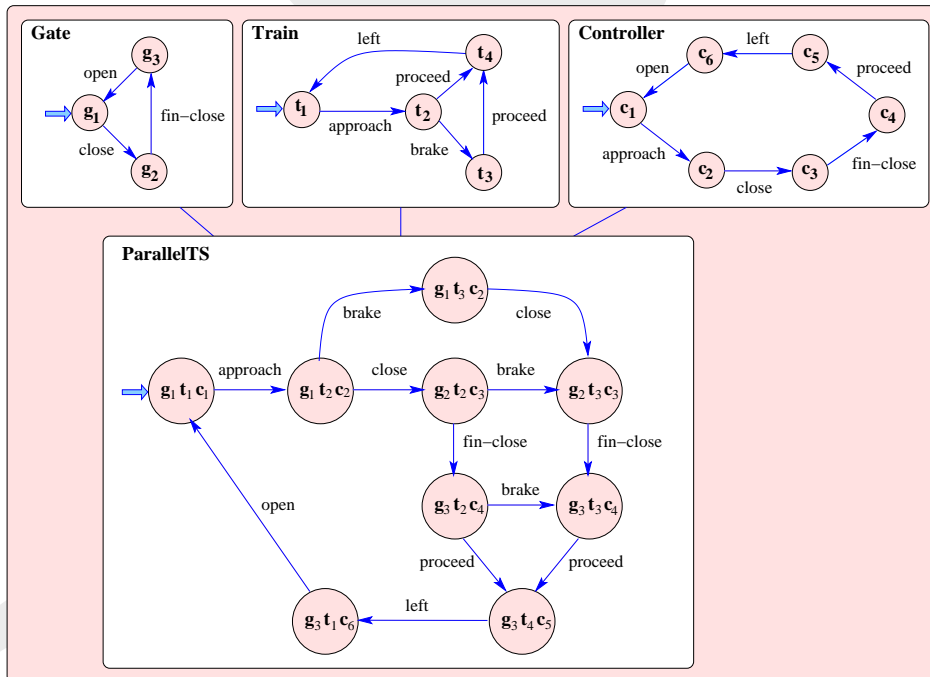 Gate
g3
open
g1
fin−close
close
g2
Train
left
t4
proceed
t1
t2
approach
proceed
brake
t3
Controller
left
c6
c5
open
proceed
c1
c4
approach
fin−close
c2
c3
close
ParallelTS
g1 t3 c2
brake
close
approach
close
brake
g1 t1 c1
g1 t2 c2
g2 t2 c3
g2 t3 c3
fin−close
fin−close
brake
open
g3 t2 c4
g3 t3 c4
proceed
proceed
left
g3 t1 c6
g3 t4 c5